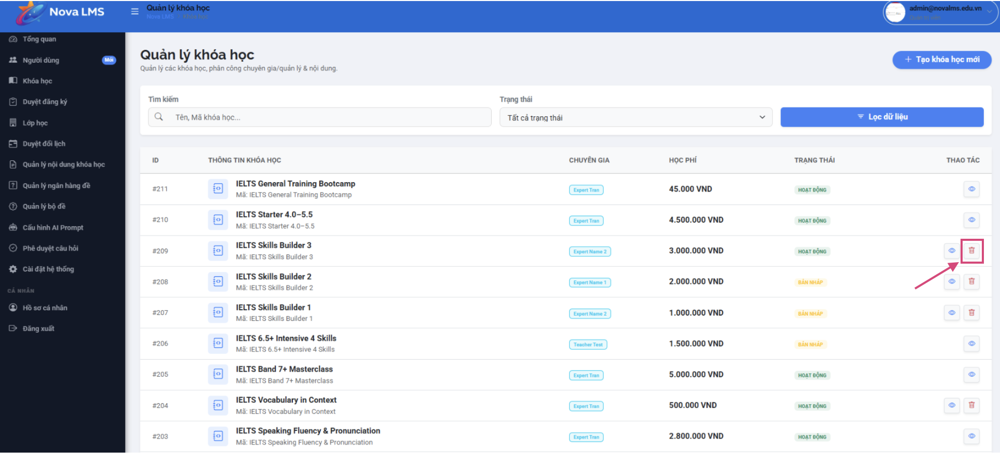 Nova LMS
Quản lý khóa học
Nova LMS
Khóa học
admin@novalms.edu.vn
Quản trị viên
Tổng quan
Người dùng
Mới
Khóa học
Duyệt đăng ký
Lớp học
Duyệt đổi lịch
Quản lý nội dung khóa học
Quản lý ngân hàng đề
Quản lý bộ đề
Cấu hình AI Prompt
Phê duyệt câu hỏi
Cài đặt hệ thống
CÁ NHÂN
Hồ sơ cá nhân
Đăng xuất
Quản lý khóa học
Quản lý các khóa học, phân công chuyên gia/quản lý & nội dung.
+ Tạo khóa học mới
Tìm kiếm
Trạng thái
Tên, Mã khóa học...
Tất cả trạng thái
Lọc dữ liệu
ID THÔNG TIN KHÓA HỌC CHUYÊN GIA HỌC PHÍ TRẠNG THÁI THAO TÁC
#211 IELTS General Training Bootcamp Expert Tran 45.000 VND HOẠT ĐỘNG
Mã: IELTS General Training Bootcamp
#210 IELTS Starter 4.0–5.5 Expert Tran 4.500.000 VND HOẠT ĐỘNG
Mã: IELTS Starter 4.0–5.5
#209 IELTS Skills Builder 3 Expert Name 2 3.000.000 VND HOẠT ĐỘNG
Mã: IELTS Skills Builder 3
#208 IELTS Skills Builder 2 Expert Name 1 2.000.000 VND BẢN NHÁP
Mã: IELTS Skills Builder 2
#207 IELTS Skills Builder 1 Expert Name 2 1.000.000 VND BẢN NHÁP
Mã: IELTS Skills Builder 1
#206 IELTS 6.5+ Intensive 4 Skills Teacher Test 1.500.000 VND BẢN NHÁP
Mã: IELTS 6.5+ Intensive 4 Skills
#205 IELTS Band 7+ Masterclass Expert Tran 5.000.000 VND HOẠT ĐỘNG
Mã: IELTS Band 7+ Masterclass
#204 IELTS Vocabulary in Context Expert Tran 500.000 VND HOẠT ĐỘNG
Mã: IELTS Vocabulary in Context
#203 IELTS Speaking Fluency & Pronunciation Expert Tran 2.800.000 VND HOẠT ĐỘNG
Mã: IELTS Speaking Fluency & Pronunciation